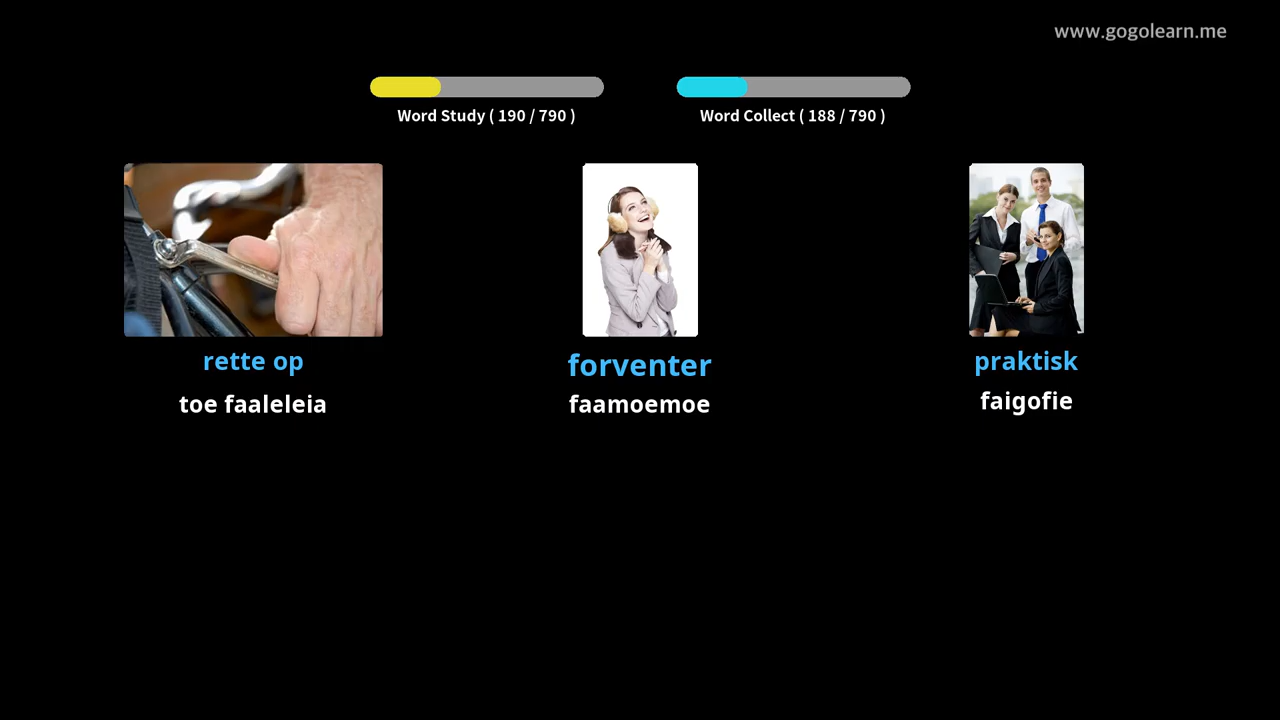 www.gogolearn.me
Word Study ( 190 / 790 )
Word Collect ( 188 / 790 )
rette op
forventer
praktisk
toe faaleleia
faamoemoe
faigofie